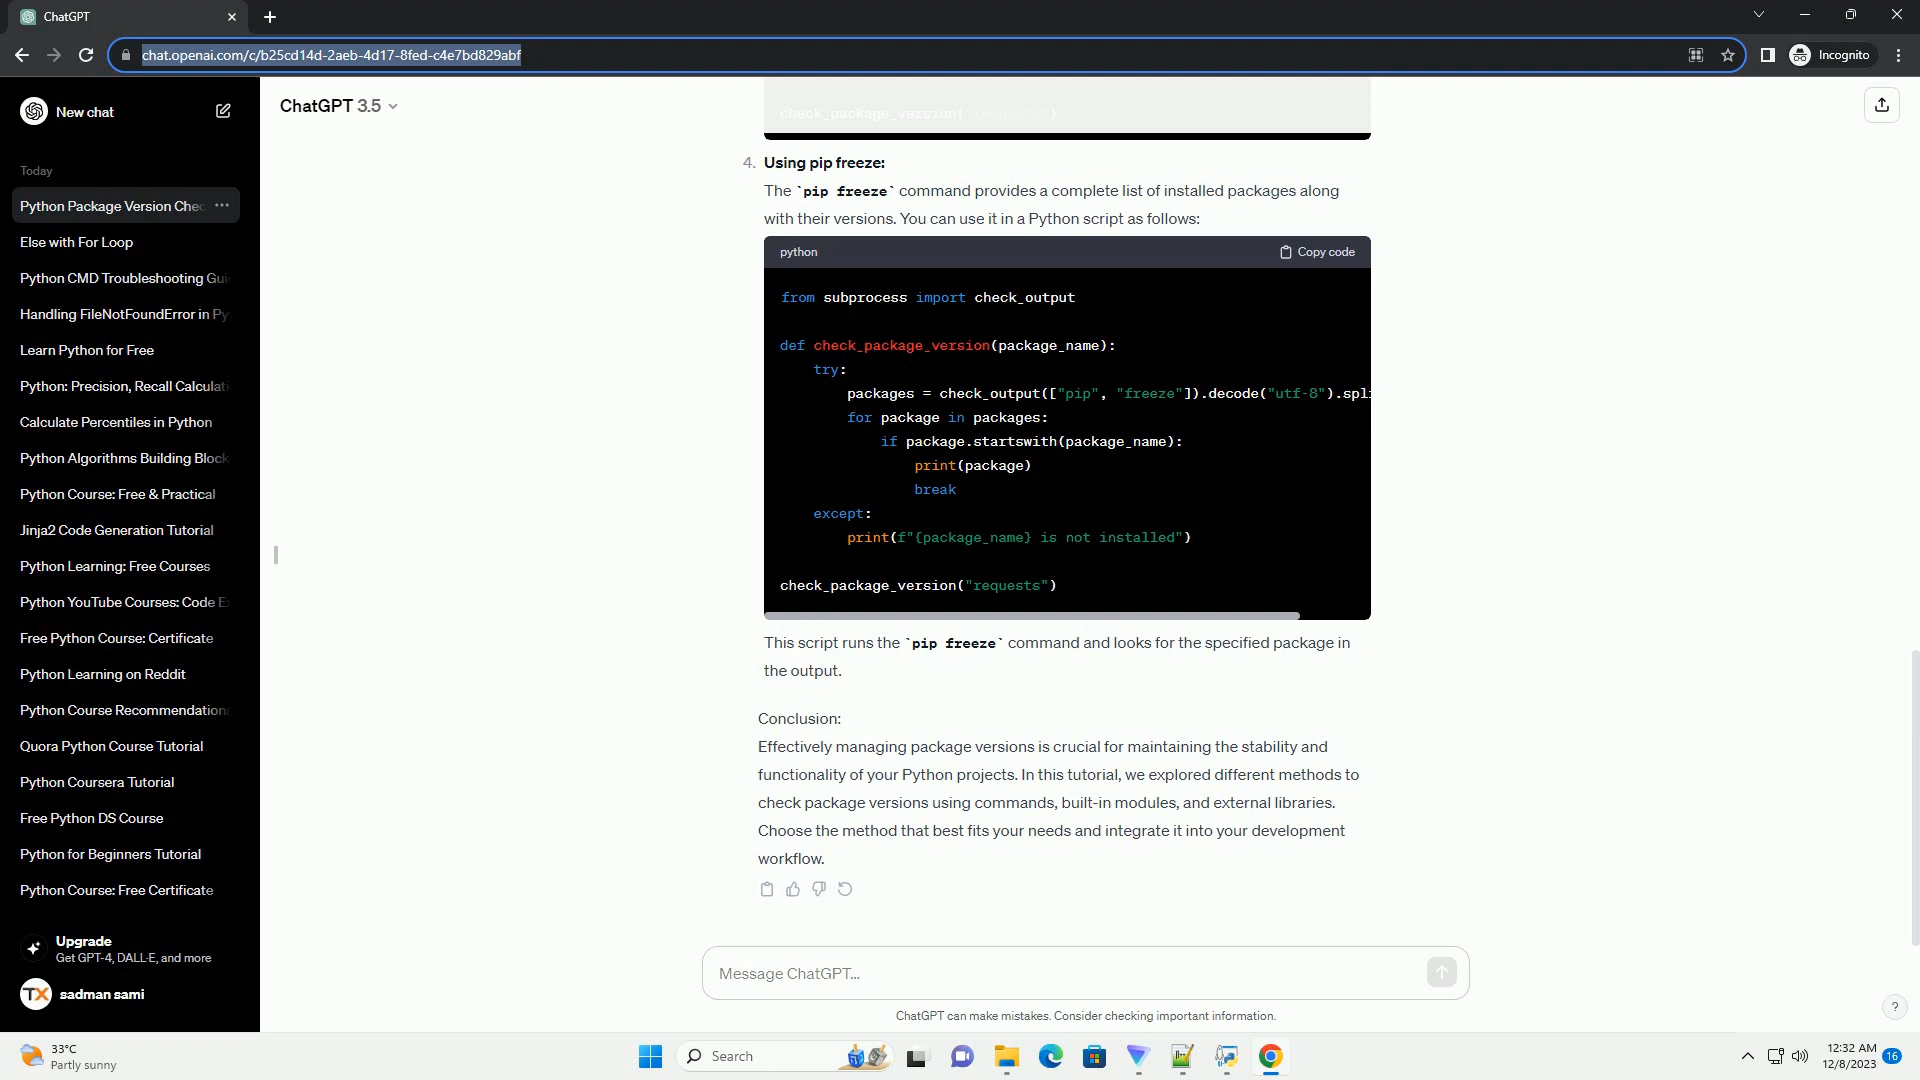 ChatGPT
chat.openai.com/c/b25cd14d-2aeb-4d17-8fed-c4e7bd829abf
Incognito
New chat
ChatGPT 3.5
Today
Python Package Version Chec
Else with For Loop
Python CMD Troubleshooting Gui
Handling FileNotFoundError in Py
Learn Python for Free
Python: Precision, Recall Calculati
Calculate Percentiles in Python
Python Algorithms Building Block
Python Course: Free & Practical
Jinja2 Code Generation Tutorial
Python Learning: Free Courses
Python YouTube Courses: Code Ex
Free Python Course: Certificate
Python Learning on Reddit
Python Course Recommendations
Quora Python Course Tutorial
Python Coursera Tutorial
Free Python DS Course
Python for Beginners Tutorial
Python Course: Free Certificate
Upgrade
Get GPT-4, DALL·E, and more
TX sadman sami
check_package_version(
4. Using pip freeze:
The `pip freeze` command provides a complete list of installed packages along
with their versions. You can use it in a Python script as follows:
python
Copy code
from subprocess import check_output
def check_package_version(package_name):
try:
packages = check_output(["pip", "freeze"]).decode("utf-8").spli
for package in packages:
if package.startswith(package_name):
print(package)
break
except:
print(f"{package_name} is not installed")
check_package_version("requests")
This script runs the `pip freeze` command and looks for the specified package in
the output.
Conclusion:
Effectively managing package versions is crucial for maintaining the stability and
functionality of your Python projects. In this tutorial, we explored different methods to
check package versions using commands, built-in modules, and external libraries.
Choose the method that best fits your needs and integrate it into your development
workflow.
Message ChatGPT...
ChatGPT can make mistakes. Consider checking important information.
?
33°C
Partly sunny
Search
12:32 AM
12/8/2023
16